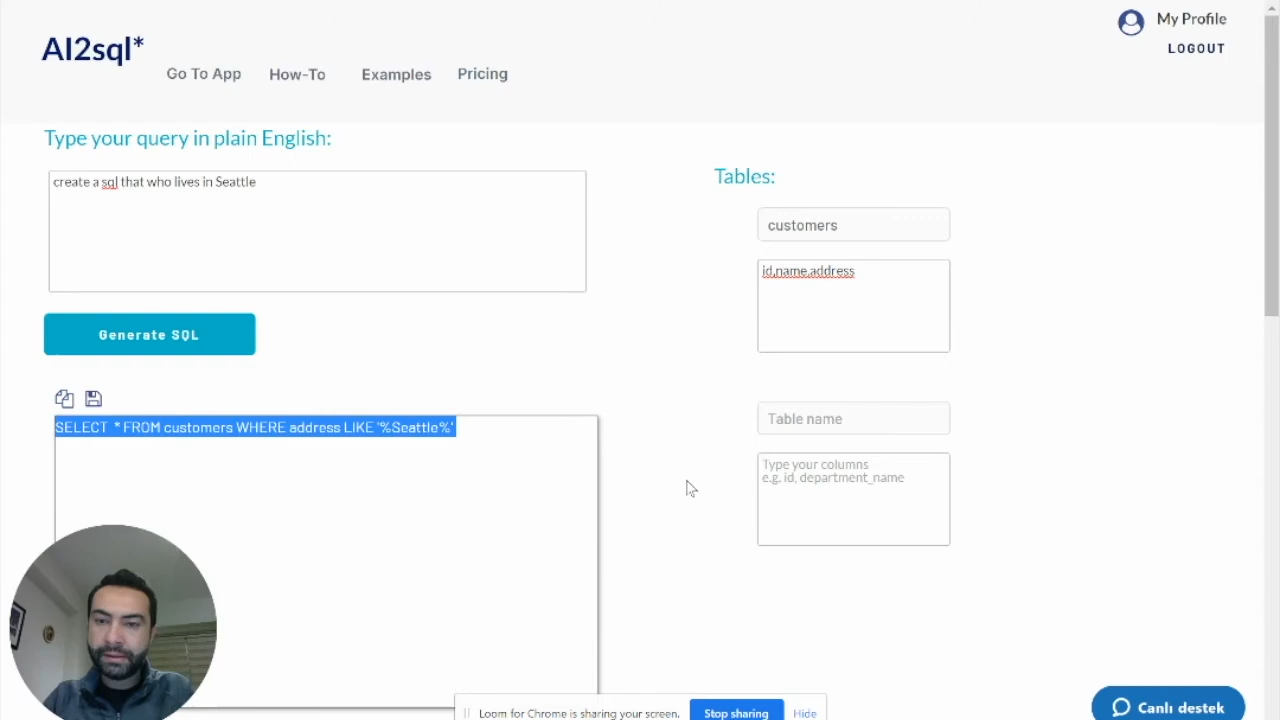 My Profile
LOGOUT
AI2sql*
Go To App
How-To
Examples
Pricing
Type your query in plain English:
create a sql that who lives in Seattle
Generate SQL
SELECT * FROM customers WHERE address LIKE '%Seattle%'
Tables:
customers
id,name,address
Table name
Type your columns
e.g. id, department_name
Loom for Chrome is sharing your screen.
Stop sharing
Hide
Canlı destek